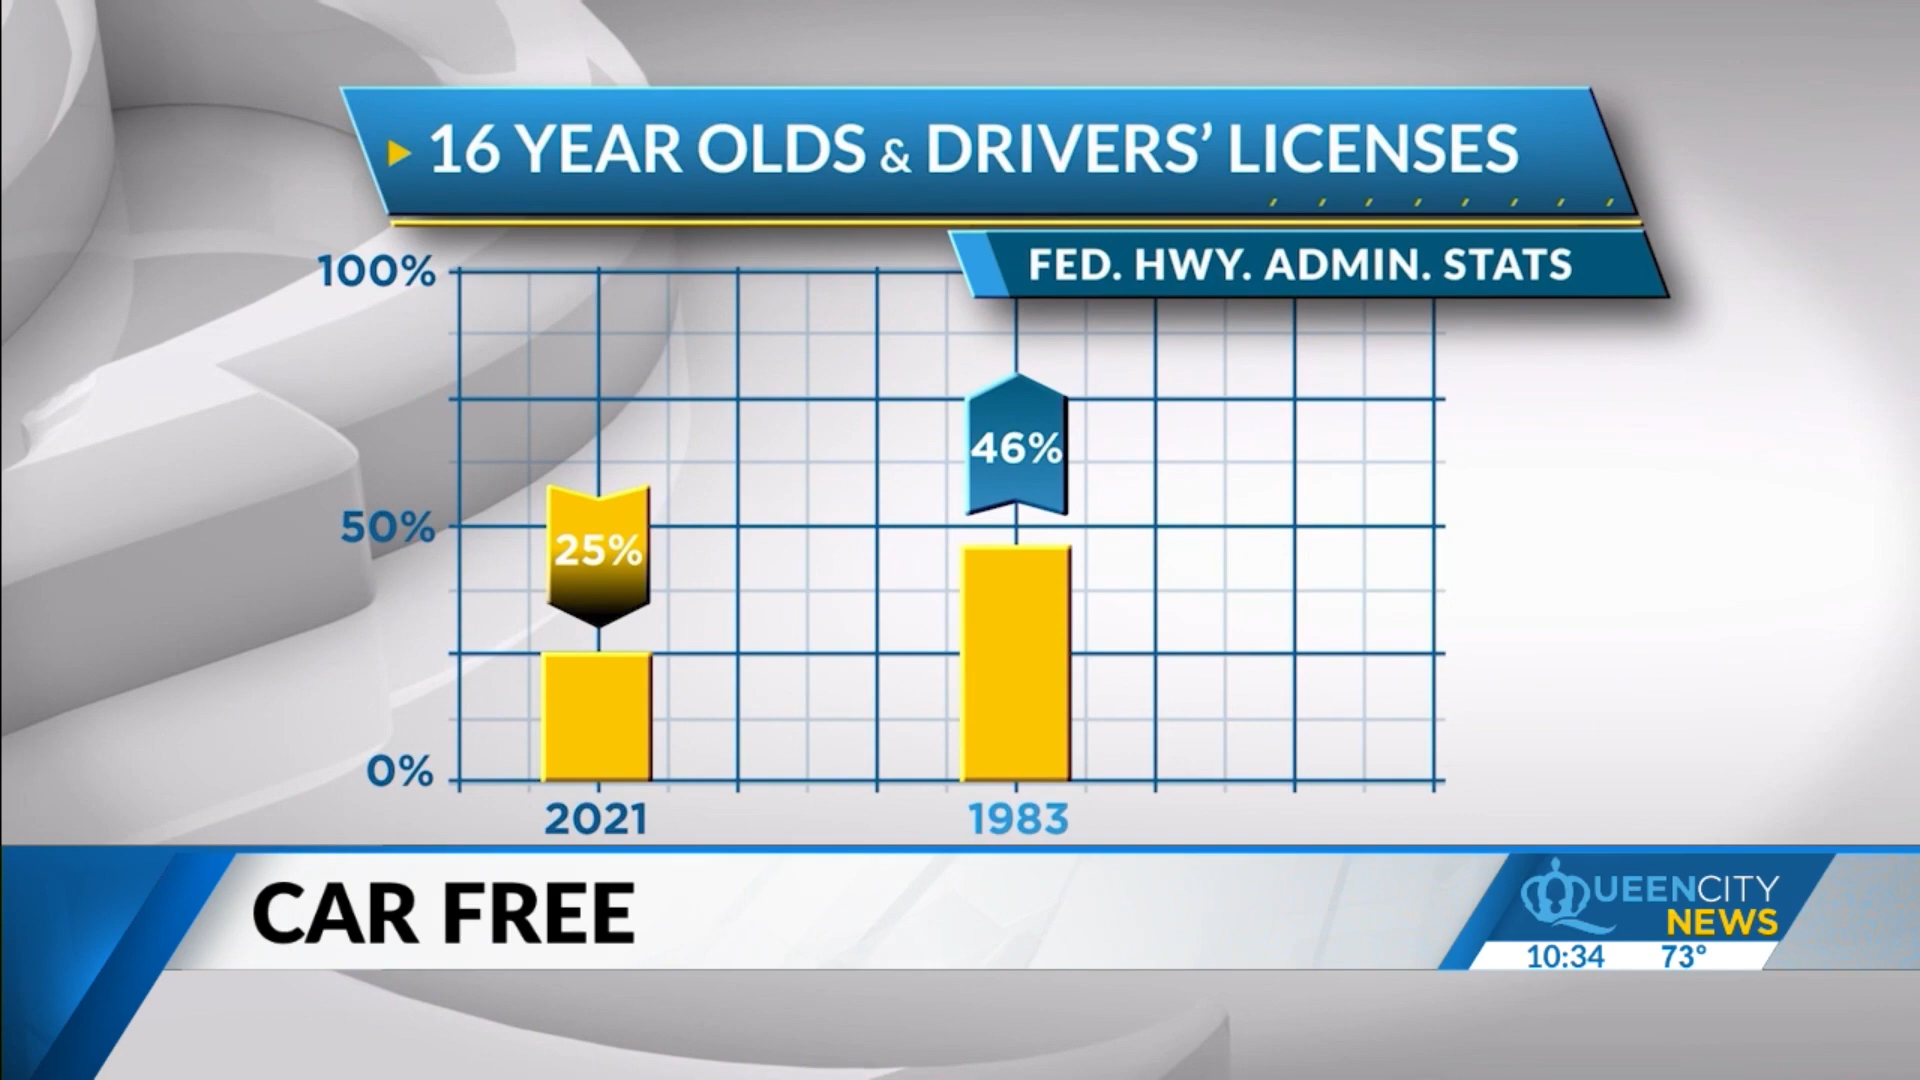 16 YEAR OLDS & DRIVERS' LICENSES
FED. HWY. ADMIN. STATS
100%
46%
50%
25%
0%
2021
1983
CAR FREE
QUEENCITY
NEWS
10:34 73°